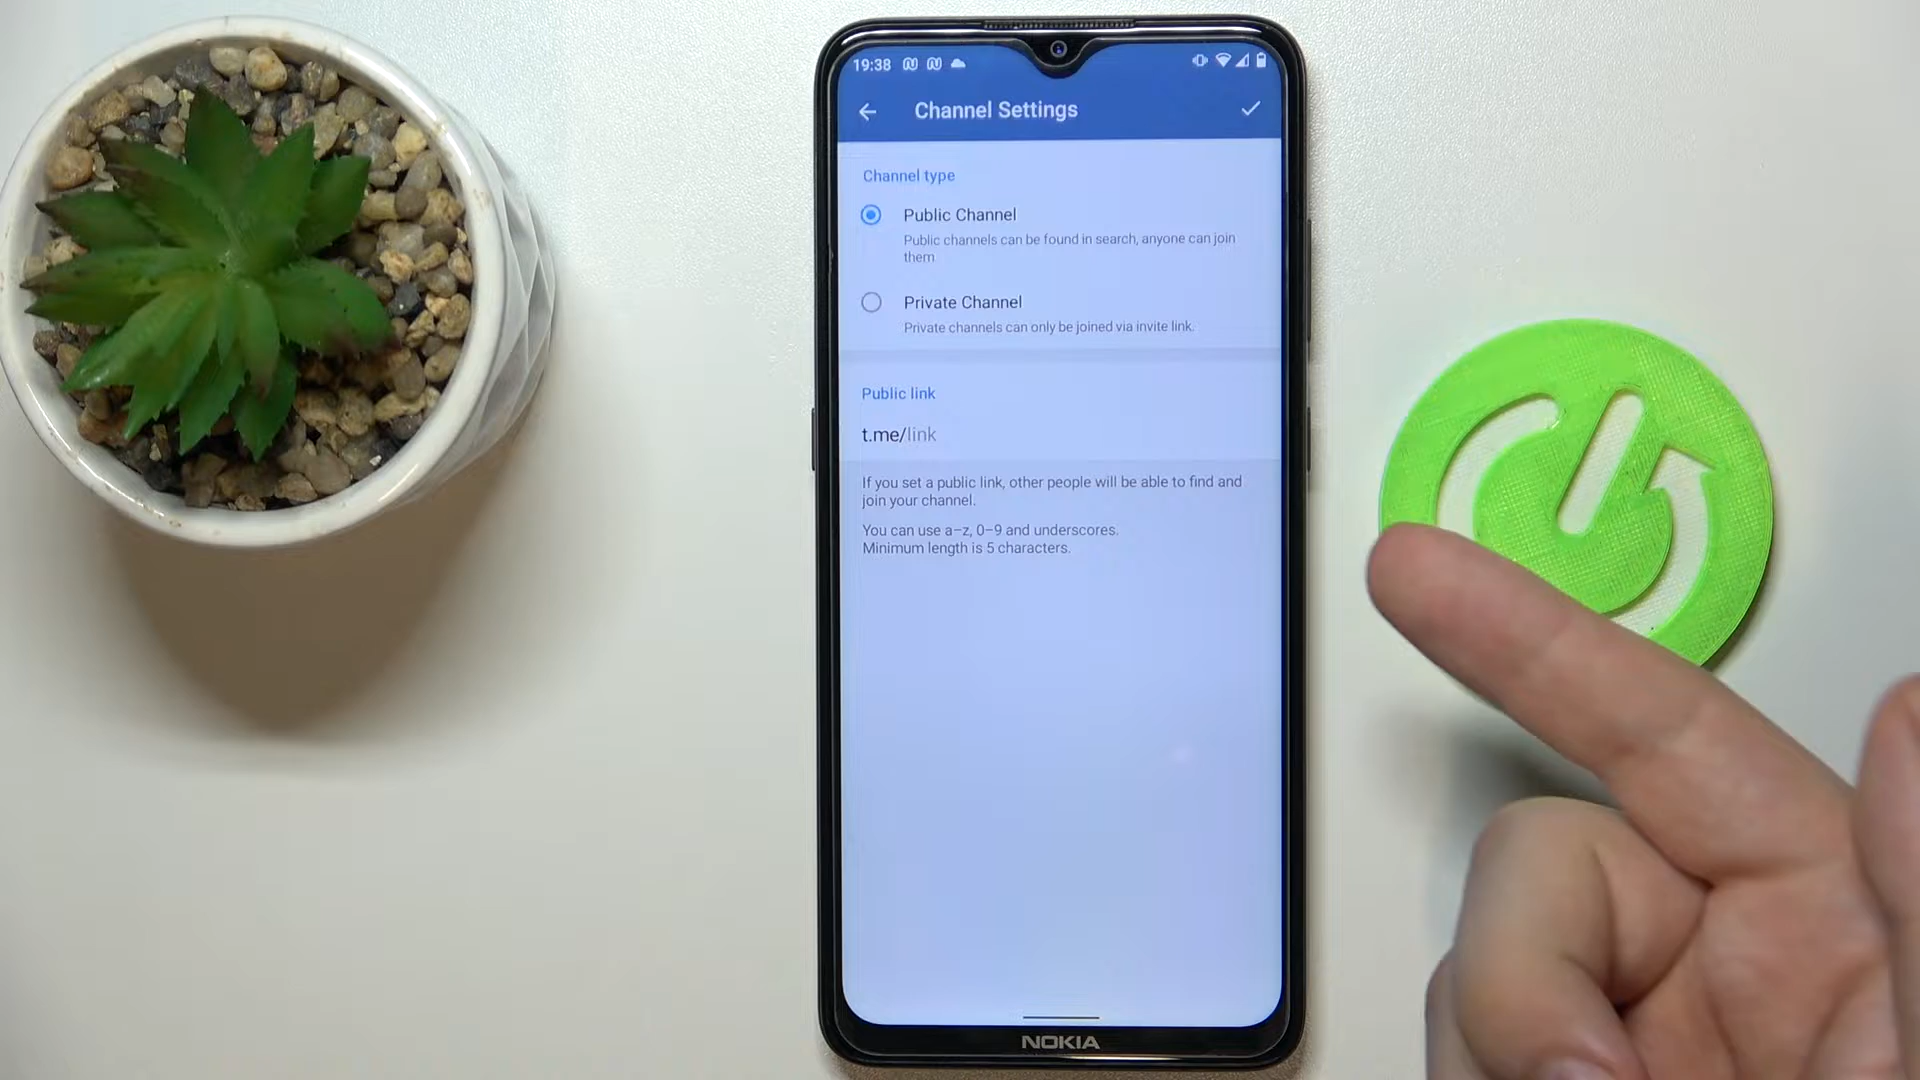 19:38
Channel Settings
Channel type
Public Channel
Public channels can be found in search, anyone can join
them
Private Channel
Private channels can only be joined via invite link.
Public link
t.me/link
If you set a public link, other people will be able to find and
join your channel.
You can use a–z, 0–9 and underscores.
Minimum length is 5 characters.
NOKIA